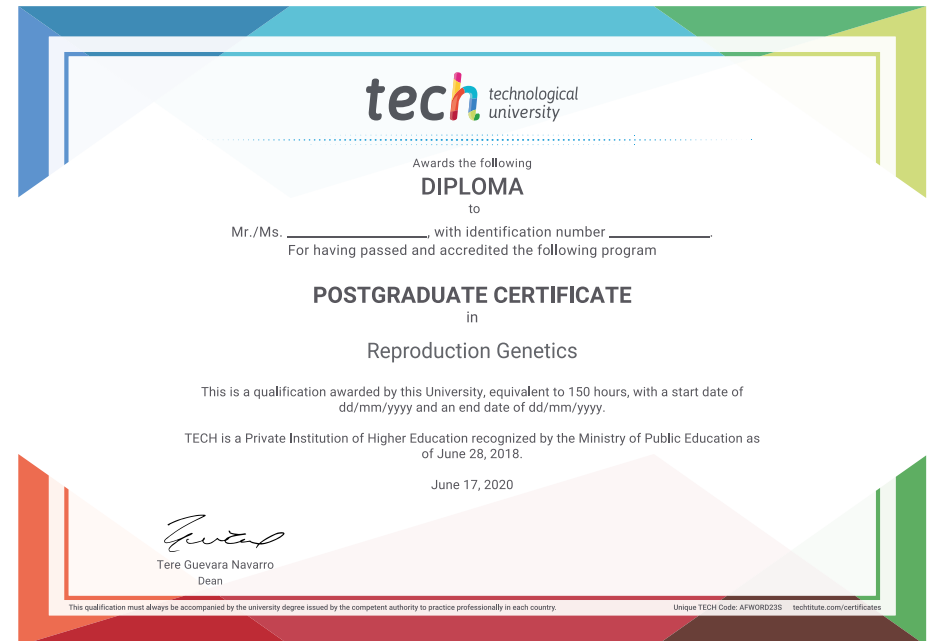 tech technological
university
Awards the following
DIPLOMA
to
Mr./Ms. ____________________, with identification number _______________.
For having passed and accredited the following program
POSTGRADUATE CERTIFICATE
in
Reproduction Genetics
This is a qualification awarded by this University, equivalent to 150 hours, with a start date of
dd/mm/yyyy and an end date of dd/mm/yyyy.
TECH is a Private Institution of Higher Education recognized by the Ministry of Public Education as
of June 28, 2018.
June 17, 2020
Tere Guevara Navarro
Dean
This qualification must always be accompanied by the university degree issued by the competent authority to practice professionally in each country. Unique TECH Code: AFWORD23S techtitute.com/certificates